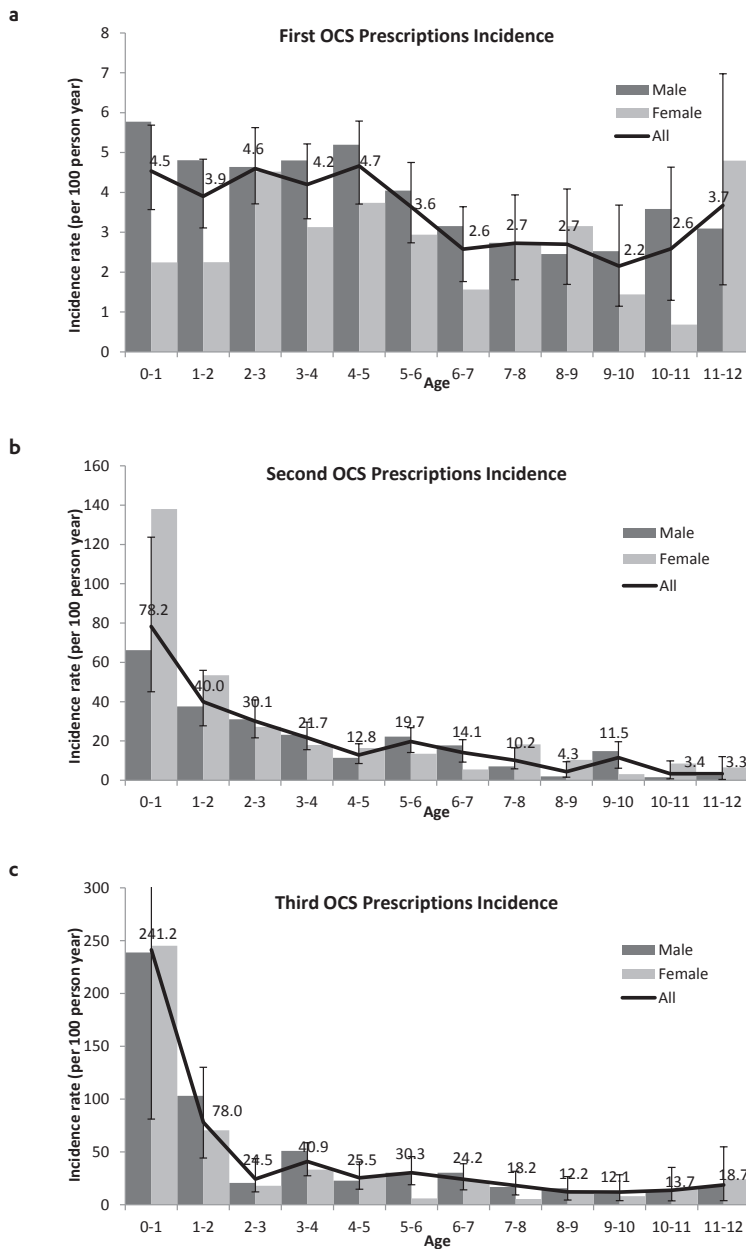 a
First OCS Prescriptions Incidence
Incidence rate (per 100 person year)
8
7
6
5
4
3
2
1
0
Male
Female
All
4.5
3.9
4.6
4.2
4.7
3.6
2.6
2.7
2.7
2.2
2.6
3.7
0-1 1-2 2-3 3-4 4-5 5-6 6-7 7-8 8-9 9-10 10-11 11-12
Age
b
Second OCS Prescriptions Incidence
Incidence rate (per 100 person year)
160
140
120
100
80
60
40
20
0
Male
Female
All
78.2
40.0
30.1
21.7
12.8
19.7
14.1
10.2
4.3
11.5
3.4
3.3
0-1 1-2 2-3 3-4 4-5 5-6 6-7 7-8 8-9 9-10 10-11 11-12
Age
c
Third OCS Prescriptions Incidence
Incidence rate (per 100 person year)
300
250
200
150
100
50
0
Male
Female
All
241.2
78.0
24.5
40.9
25.5
30.3
24.2
18.2
12.2
12.1
13.7
18.7
0-1 1-2 2-3 3-4 4-5 5-6 6-7 7-8 8-9 9-10 10-11 11-12
Age